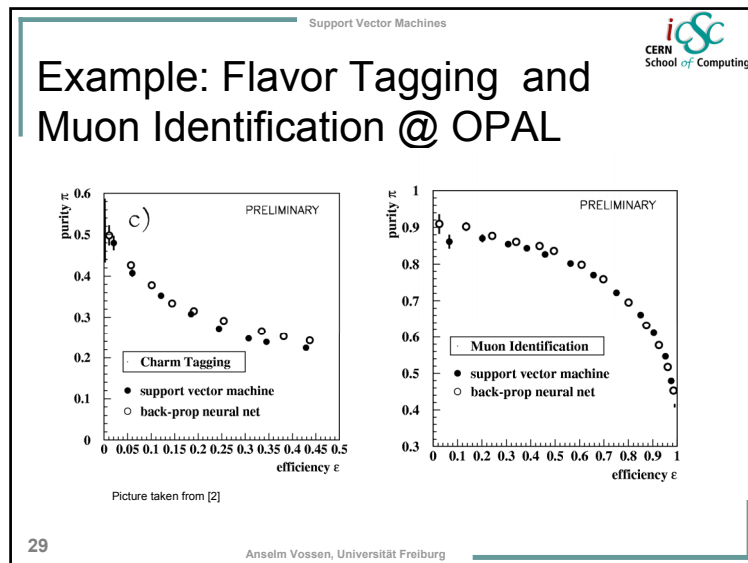 Support Vector Machines
iCSC
CERN
School of Computing
Example: Flavor Tagging and
Muon Identification @ OPAL
purity π
0.6
0.5
0.4
0.3
0.2
0.1
0
c)
PRELIMINARY
Charm Tagging
support vector machine
back-prop neural net
0 0.05 0.1 0.15 0.2 0.25 0.3 0.35 0.4 0.45 0.5
efficiency ε
purity π
1
0.9
0.8
0.7
0.6
0.5
0.4
0.3
PRELIMINARY
Muon Identification
support vector machine
back-prop neural net
0 0.1 0.2 0.3 0.4 0.5 0.6 0.7 0.8 0.9 1
efficiency ε
Picture taken from [2]
29
Anselm Vossen, Universität Freiburg